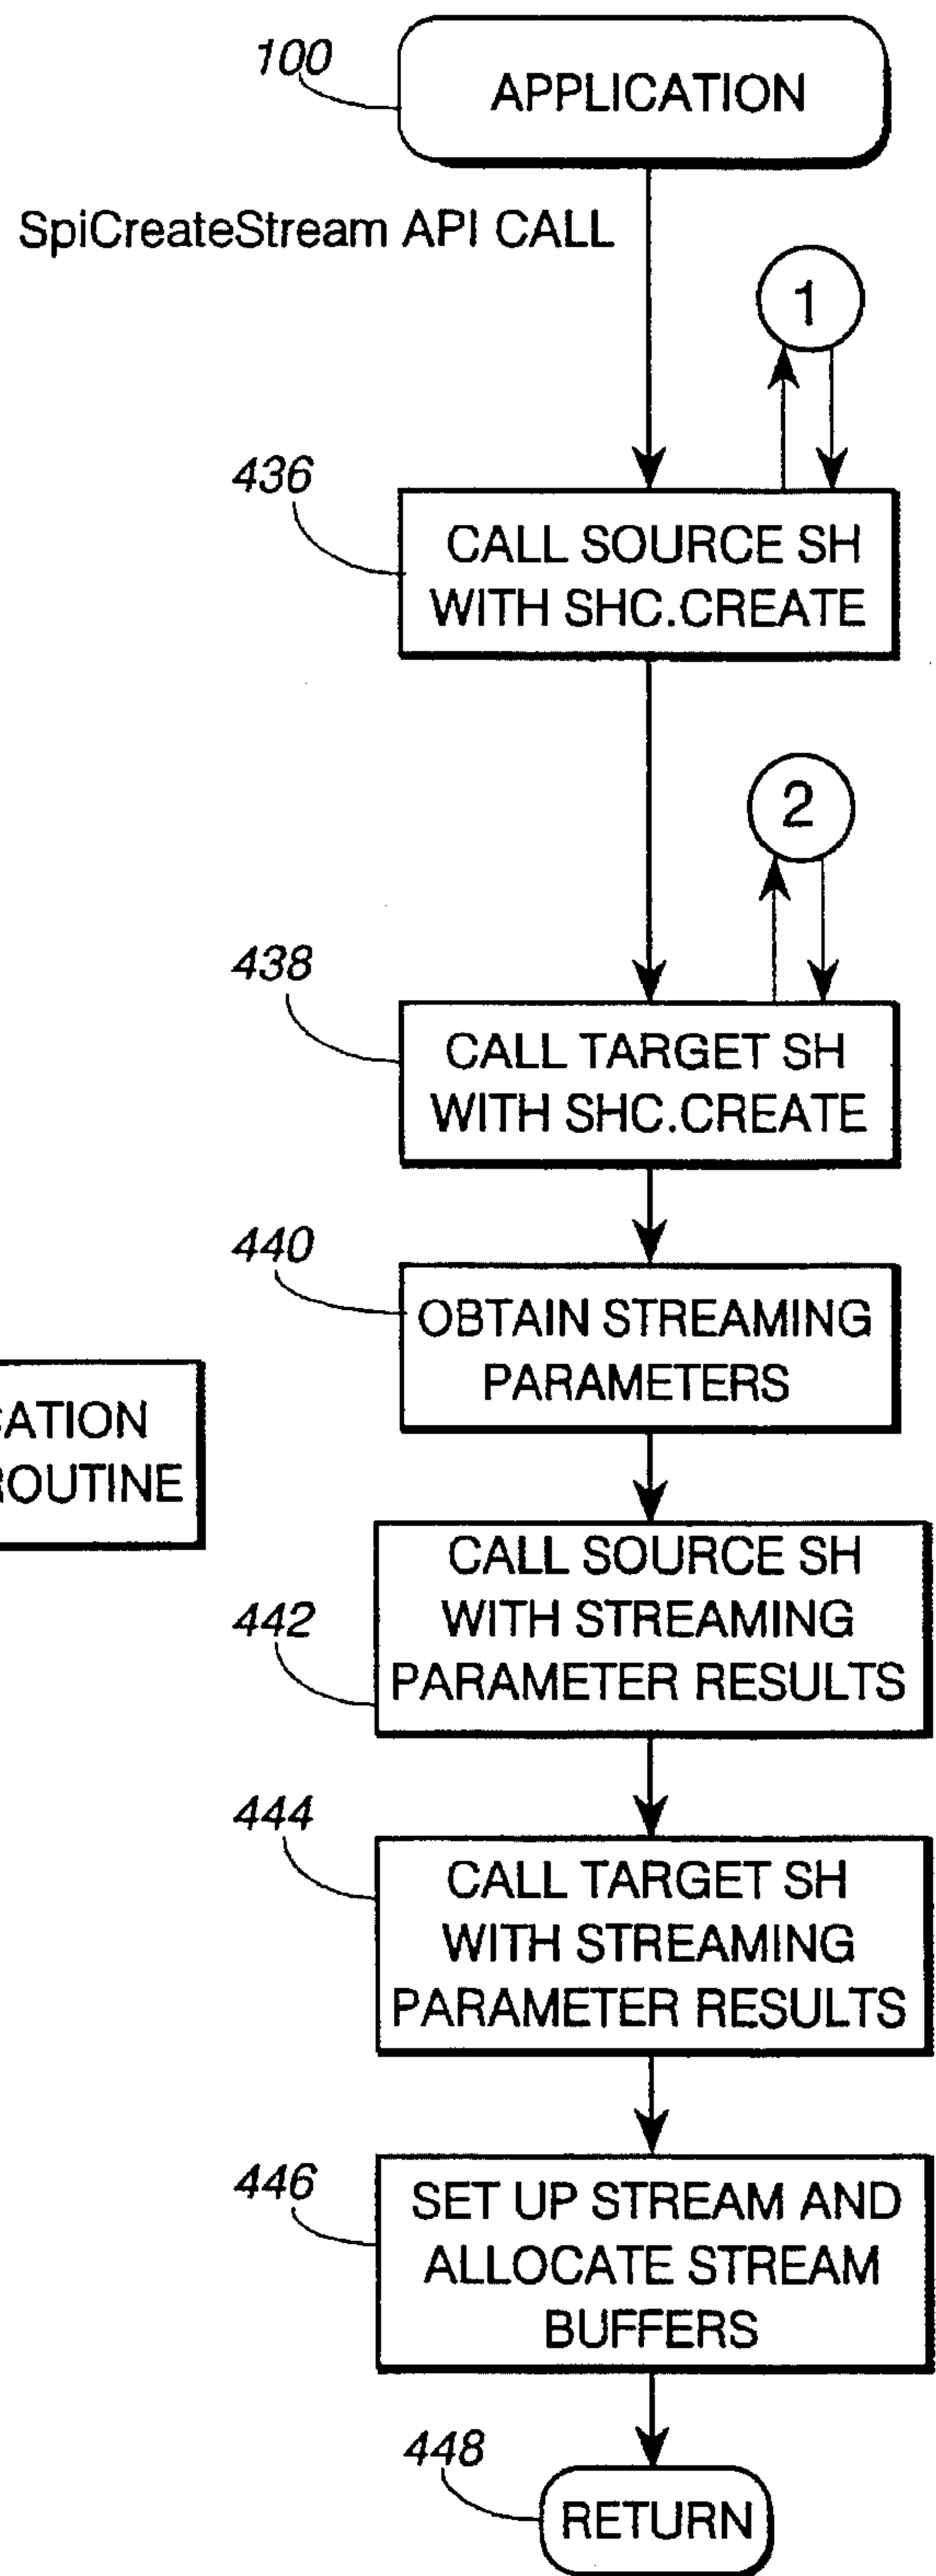 100
APPLICATION
SpiCreateStream API CALL
1
436
CALL SOURCE SH
WITH SHC.CREATE
2
438
CALL TARGET SH
WITH SHC.CREATE
440
OBTAIN STREAMING
PARAMETERS
CATION
ROUTINE
442
CALL SOURCE SH
WITH STREAMING
PARAMETER RESULTS
444
CALL TARGET SH
WITH STREAMING
PARAMETER RESULTS
446
SET UP STREAM AND
ALLOCATE STREAM
BUFFERS
448
RETURN